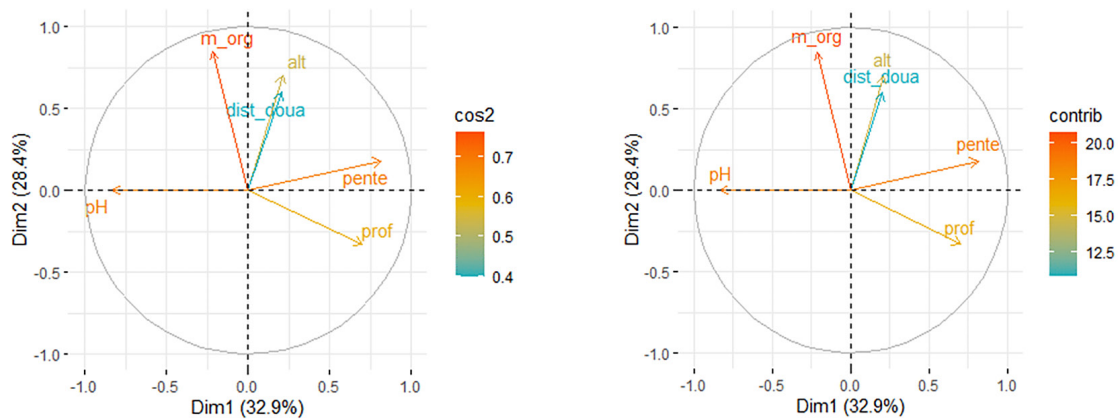 1.0
m_org
alt
0.5
dist_doua
Dim2 (28.4%)
0.0
pH
pente
prof
-0.5
-1.0
-1.0 -0.5 0.0 0.5 1.0
Dim1 (32.9%)
cos2
0.7
0.6
0.5
0.4
1.0
m_org
alt
dist_doua
0.5
Dim2 (28.4%)
pente
pH
0.0
prof
-0.5
-1.0
-1.0 -0.5 0.0 0.5 1.0
Dim1 (32.9%)
contrib
20.0
17.5
15.0
12.5